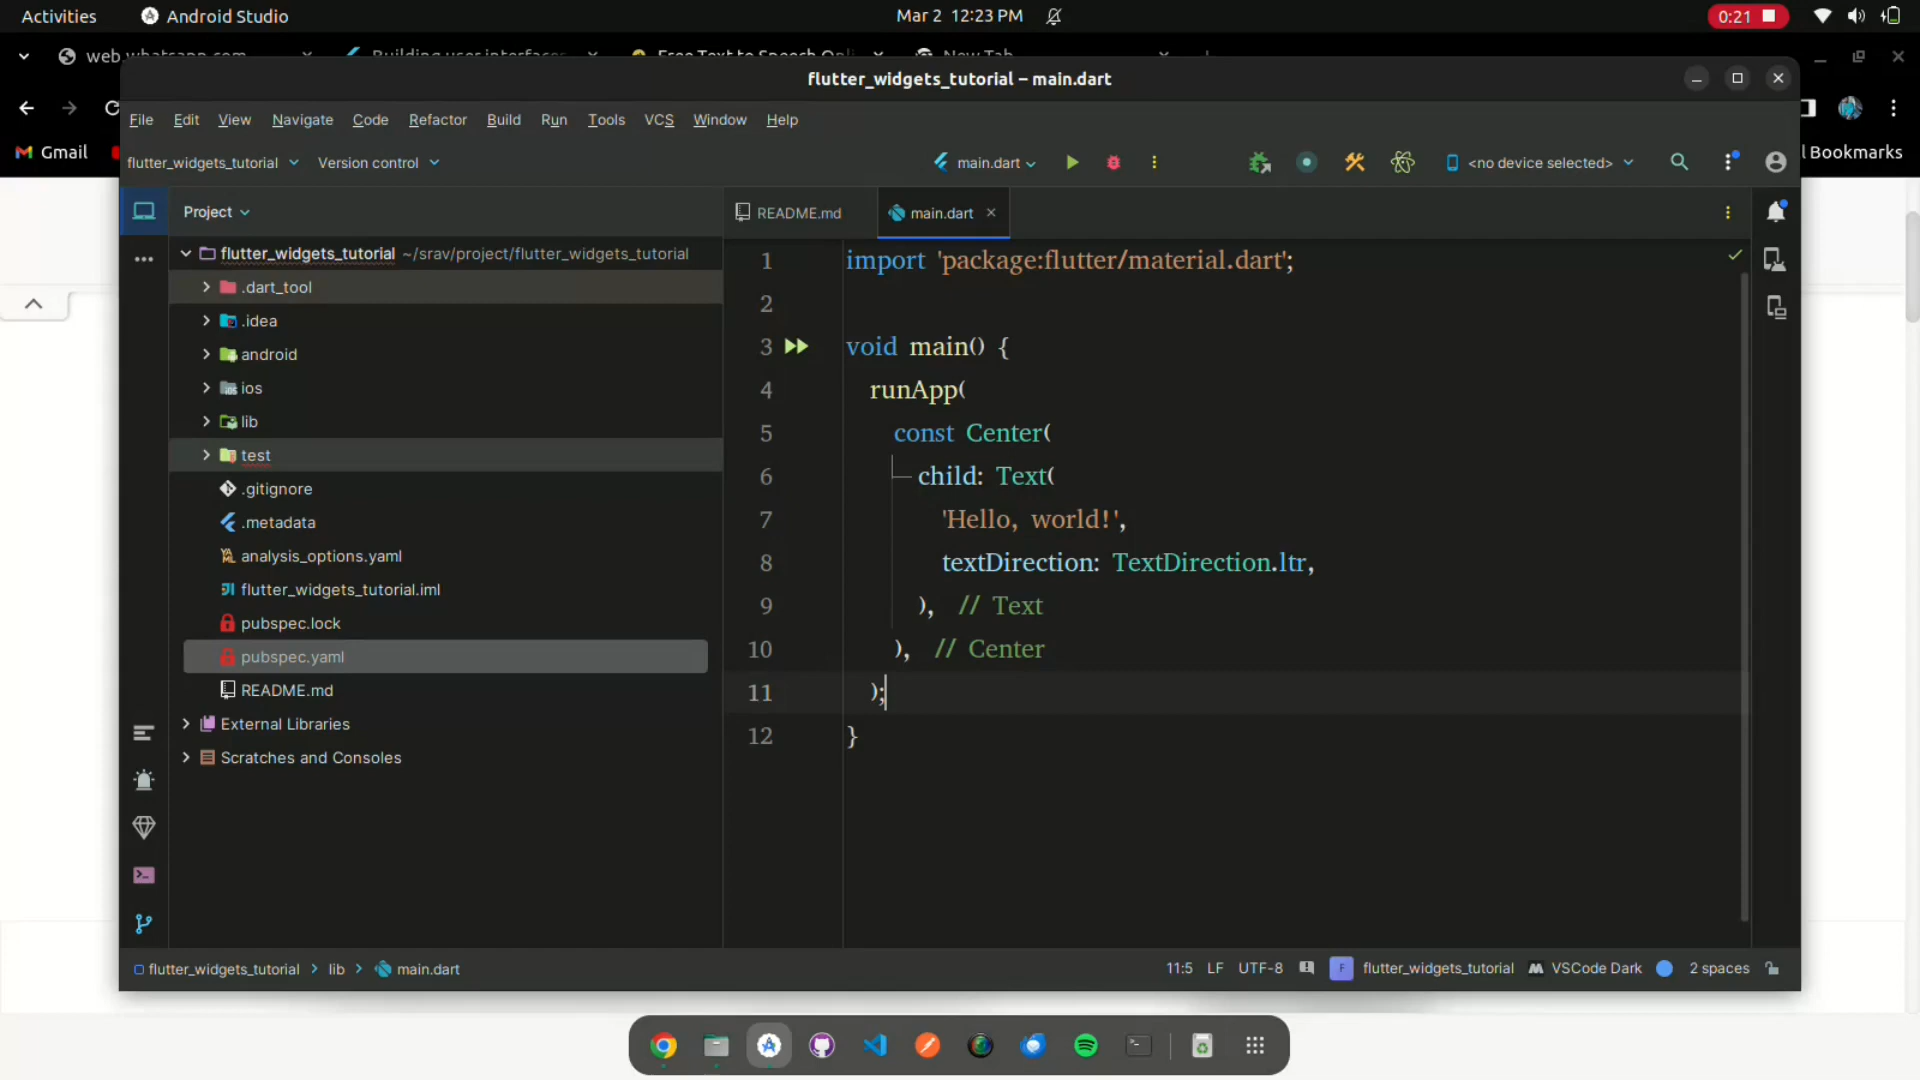 Activities
Android Studio
Mar 2 12:23 PM
0:21
Gmail
l Bookmarks
flutter_widgets_tutorial – main.dart
File Edit View Navigate Code Refactor Build Run Tools VCS Window Help
flutter_widgets_tutorial
Version control
main.dart
<no device selected>
Project
README.md
main.dart
flutter_widgets_tutorial ~/srav/project/flutter_widgets_tutorial
.dart_tool
.idea
android
ios
lib
test
.gitignore
.metadata
analysis_options.yaml
flutter_widgets_tutorial.iml
pubspec.lock
pubspec.yaml
README.md
External Libraries
Scratches and Consoles
1 import 'package:flutter/material.dart';
2
3 void main() {
4 runApp(
5 const Center(
6 child: Text(
7 'Hello, world!',
8 textDirection: TextDirection.ltr,
9 ), // Text
10 ), // Center
11 );
12 }
flutter_widgets_tutorial > lib > main.dart
11:5 LF UTF-8 F flutter_widgets_tutorial VSCode Dark 2 spaces